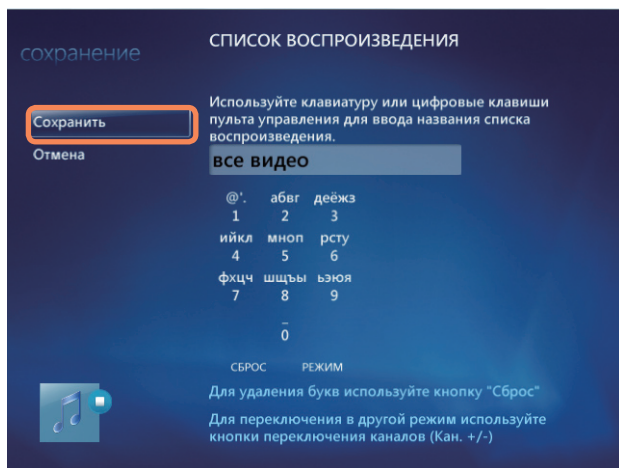 сохранение
СПИСОК ВОСПРОИЗВЕДЕНИЯ
Сохранить
Отмена
Используйте клавиатуру или цифровые клавиши
пульта управления для ввода названия списка
воспроизведения.
все видео
@'. абвг деёжз
1 2 3
ийкл мноп рсту
4 5 6
фхцч шщъы ьэюя
7 8 9
_
0
СБРОС РЕЖИМ
Для удаления букв используйте кнопку "Сброс"
Для переключения в другой режим используйте
кнопки переключения каналов (Кан. +/-)